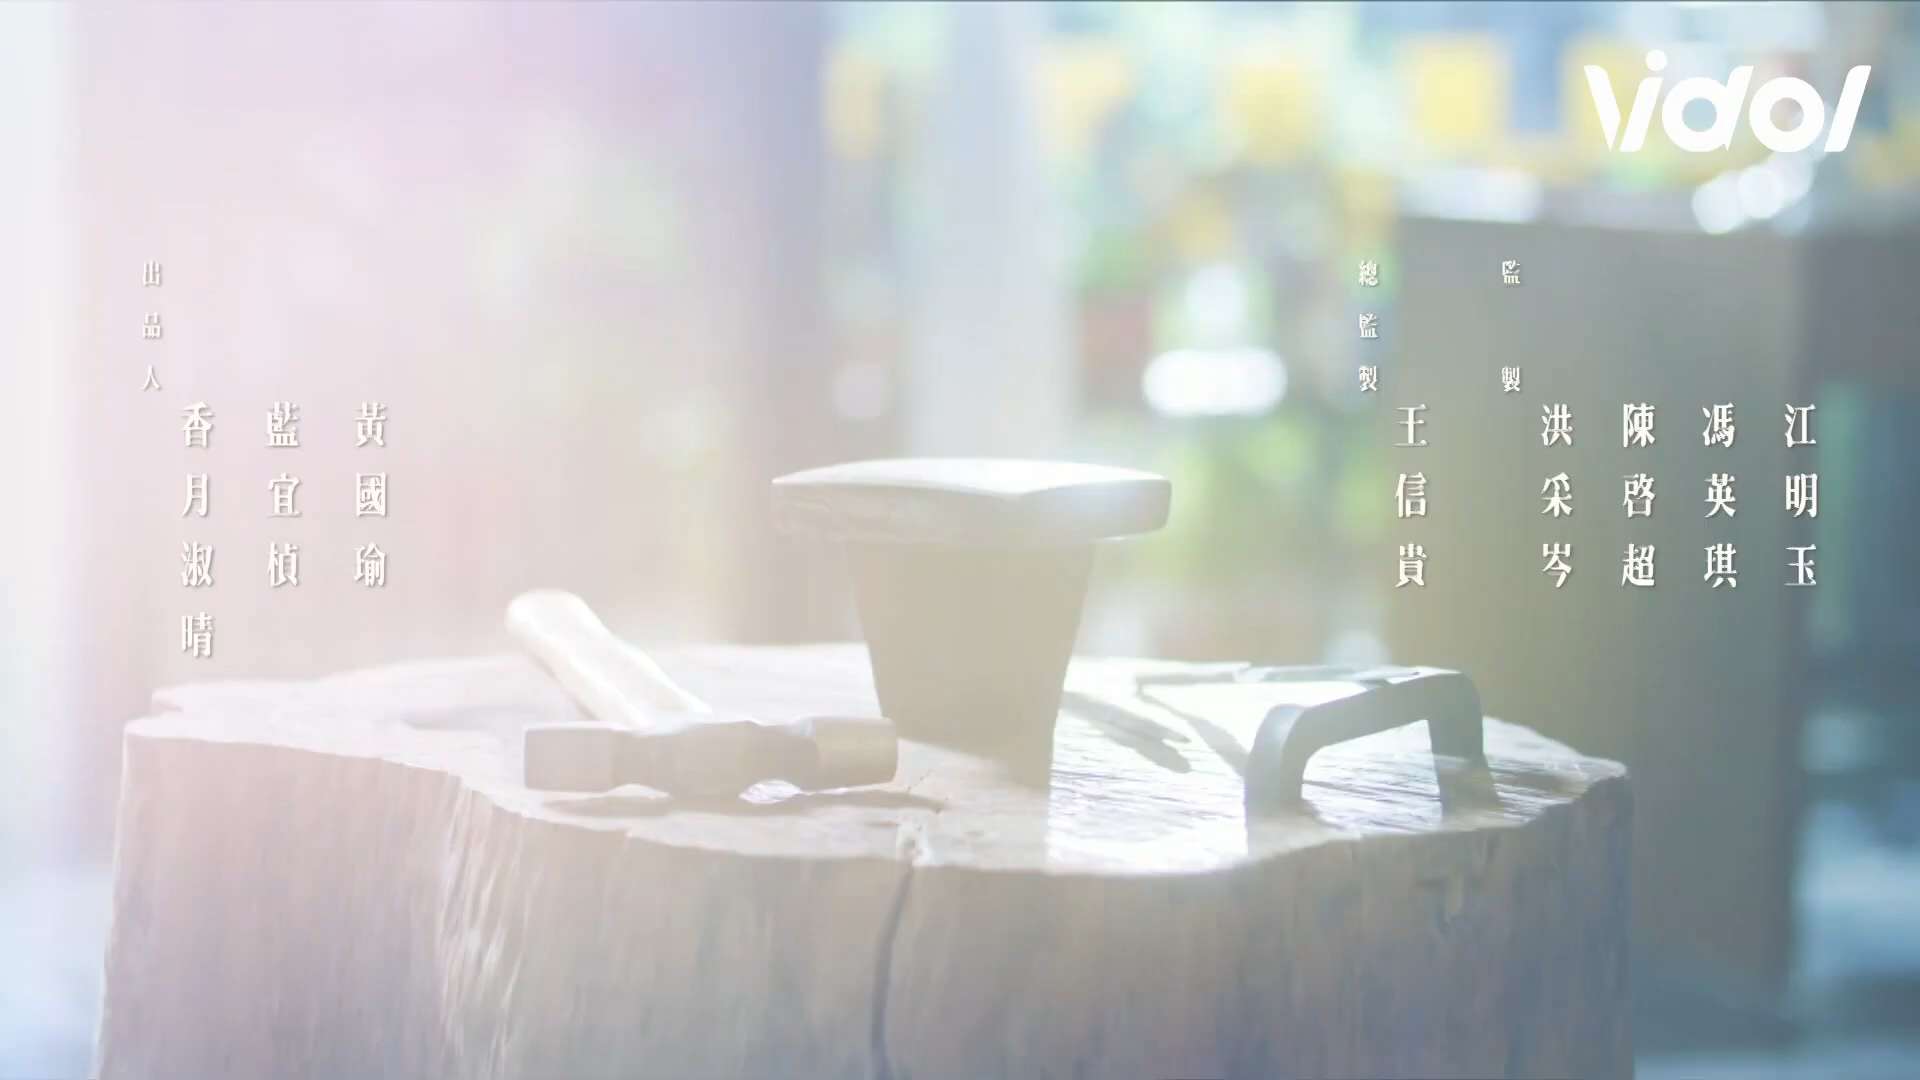 Vidol
出品人
香月淑晴
藍宜楨
黃國瑜
總監製
王信貴
監製
洪采岑
陳啓超
馮英琪
江明玉